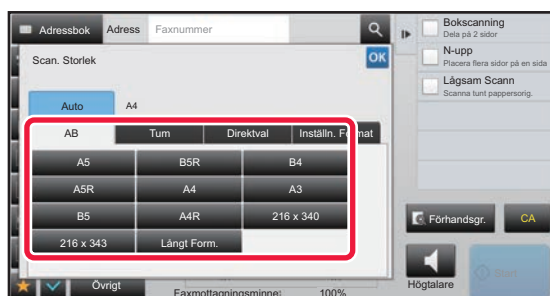 Adressbok Adress Faxnummer
Scan. Storlek OK
Auto A4
AB Tum Direktval Inställn. Format
A5 B5R B4
A5R A4 A3
B5 A4R 216 x 340
216 x 343 Långt Form.
Övrigt
Faxmottagningsminne: 100%
Bokscanning
Dela på 2 sidor
N-upp
Placera flera sidor på en sida
Lågsam Scann
Scanna tunt pappersorig.
Förhandsgr. CA
Högtalare Start